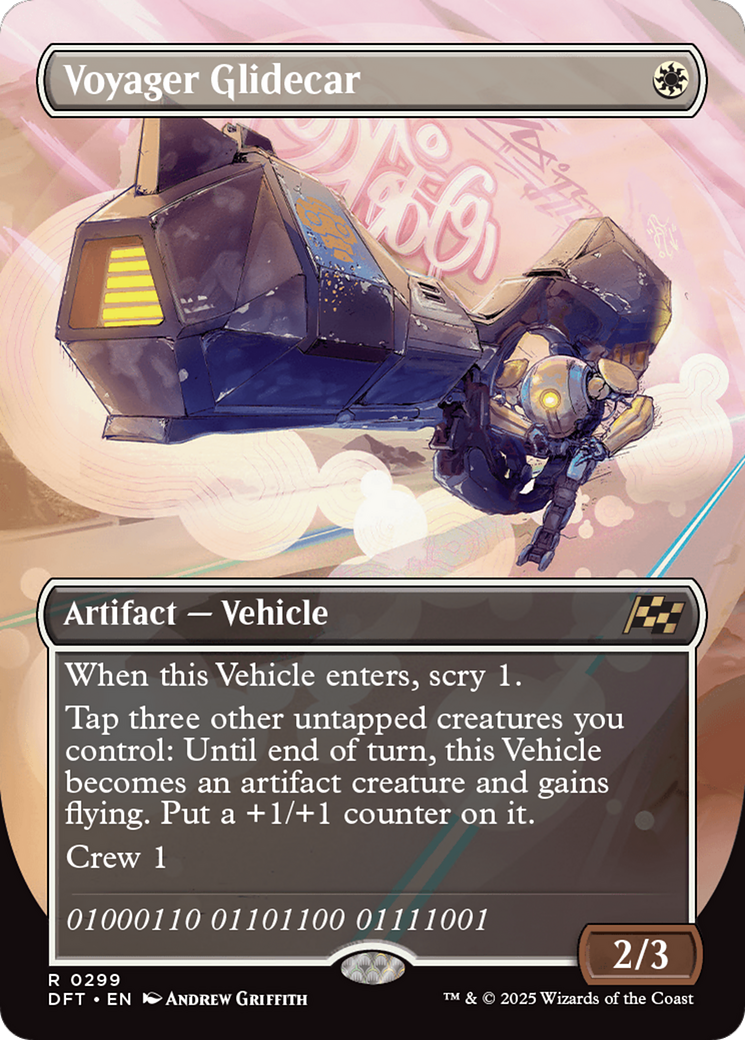 Voyager Glidecar
Artifact — Vehicle
When this Vehicle enters, scry 1.
Tap three other untapped creatures you
control: Until end of turn, this Vehicle
becomes an artifact creature and gains
flying. Put a +1/+1 counter on it.
Crew 1
01000110 01101100 01111001
2/3
R 0299
DFT • EN Andrew Griffith
™ & © 2025 Wizards of the Coast